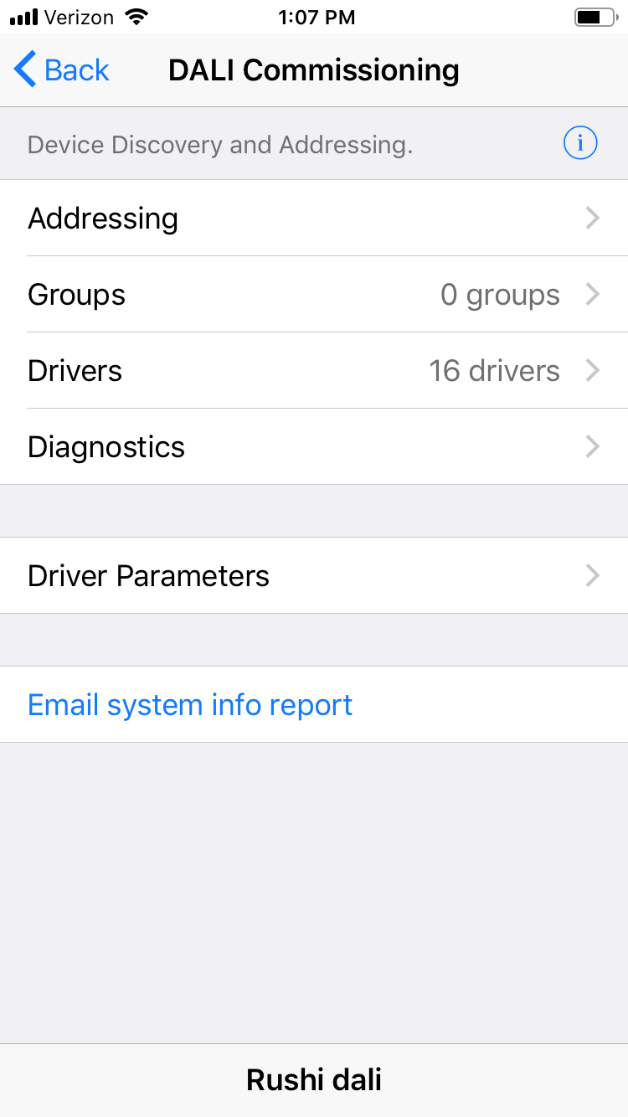 Verizon 1:07 PM
Back DALI Commissioning
Device Discovery and Addressing. i
Addressing
Groups 0 groups
Drivers 16 drivers
Diagnostics
Driver Parameters
Email system info report
Rushi dali